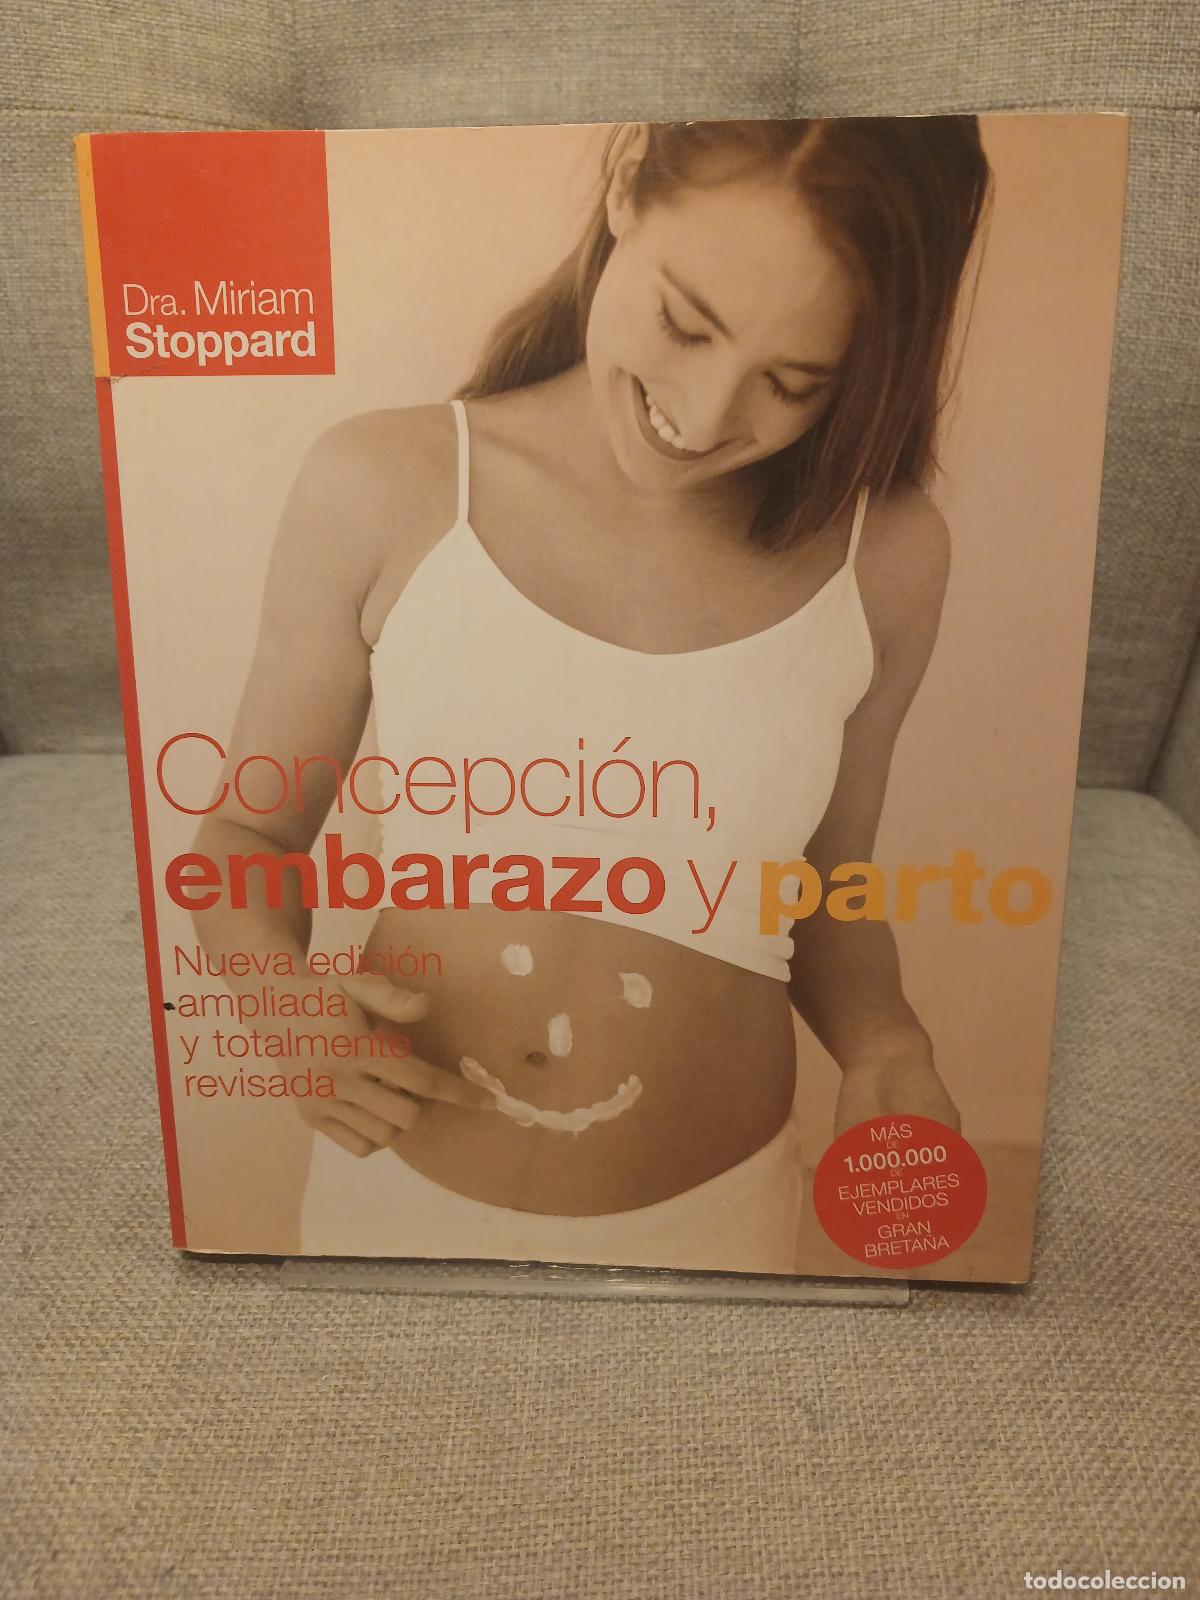 Dra. Miriam
Stoppard
Concepción,
embarazo y parto
Nueva edición
ampliada
y totalmente
revisada
MÁS
DE
1.000.000
DE
EJEMPLARES
VENDIDOS
EN
GRAN
BRETAÑA
todocoleccion